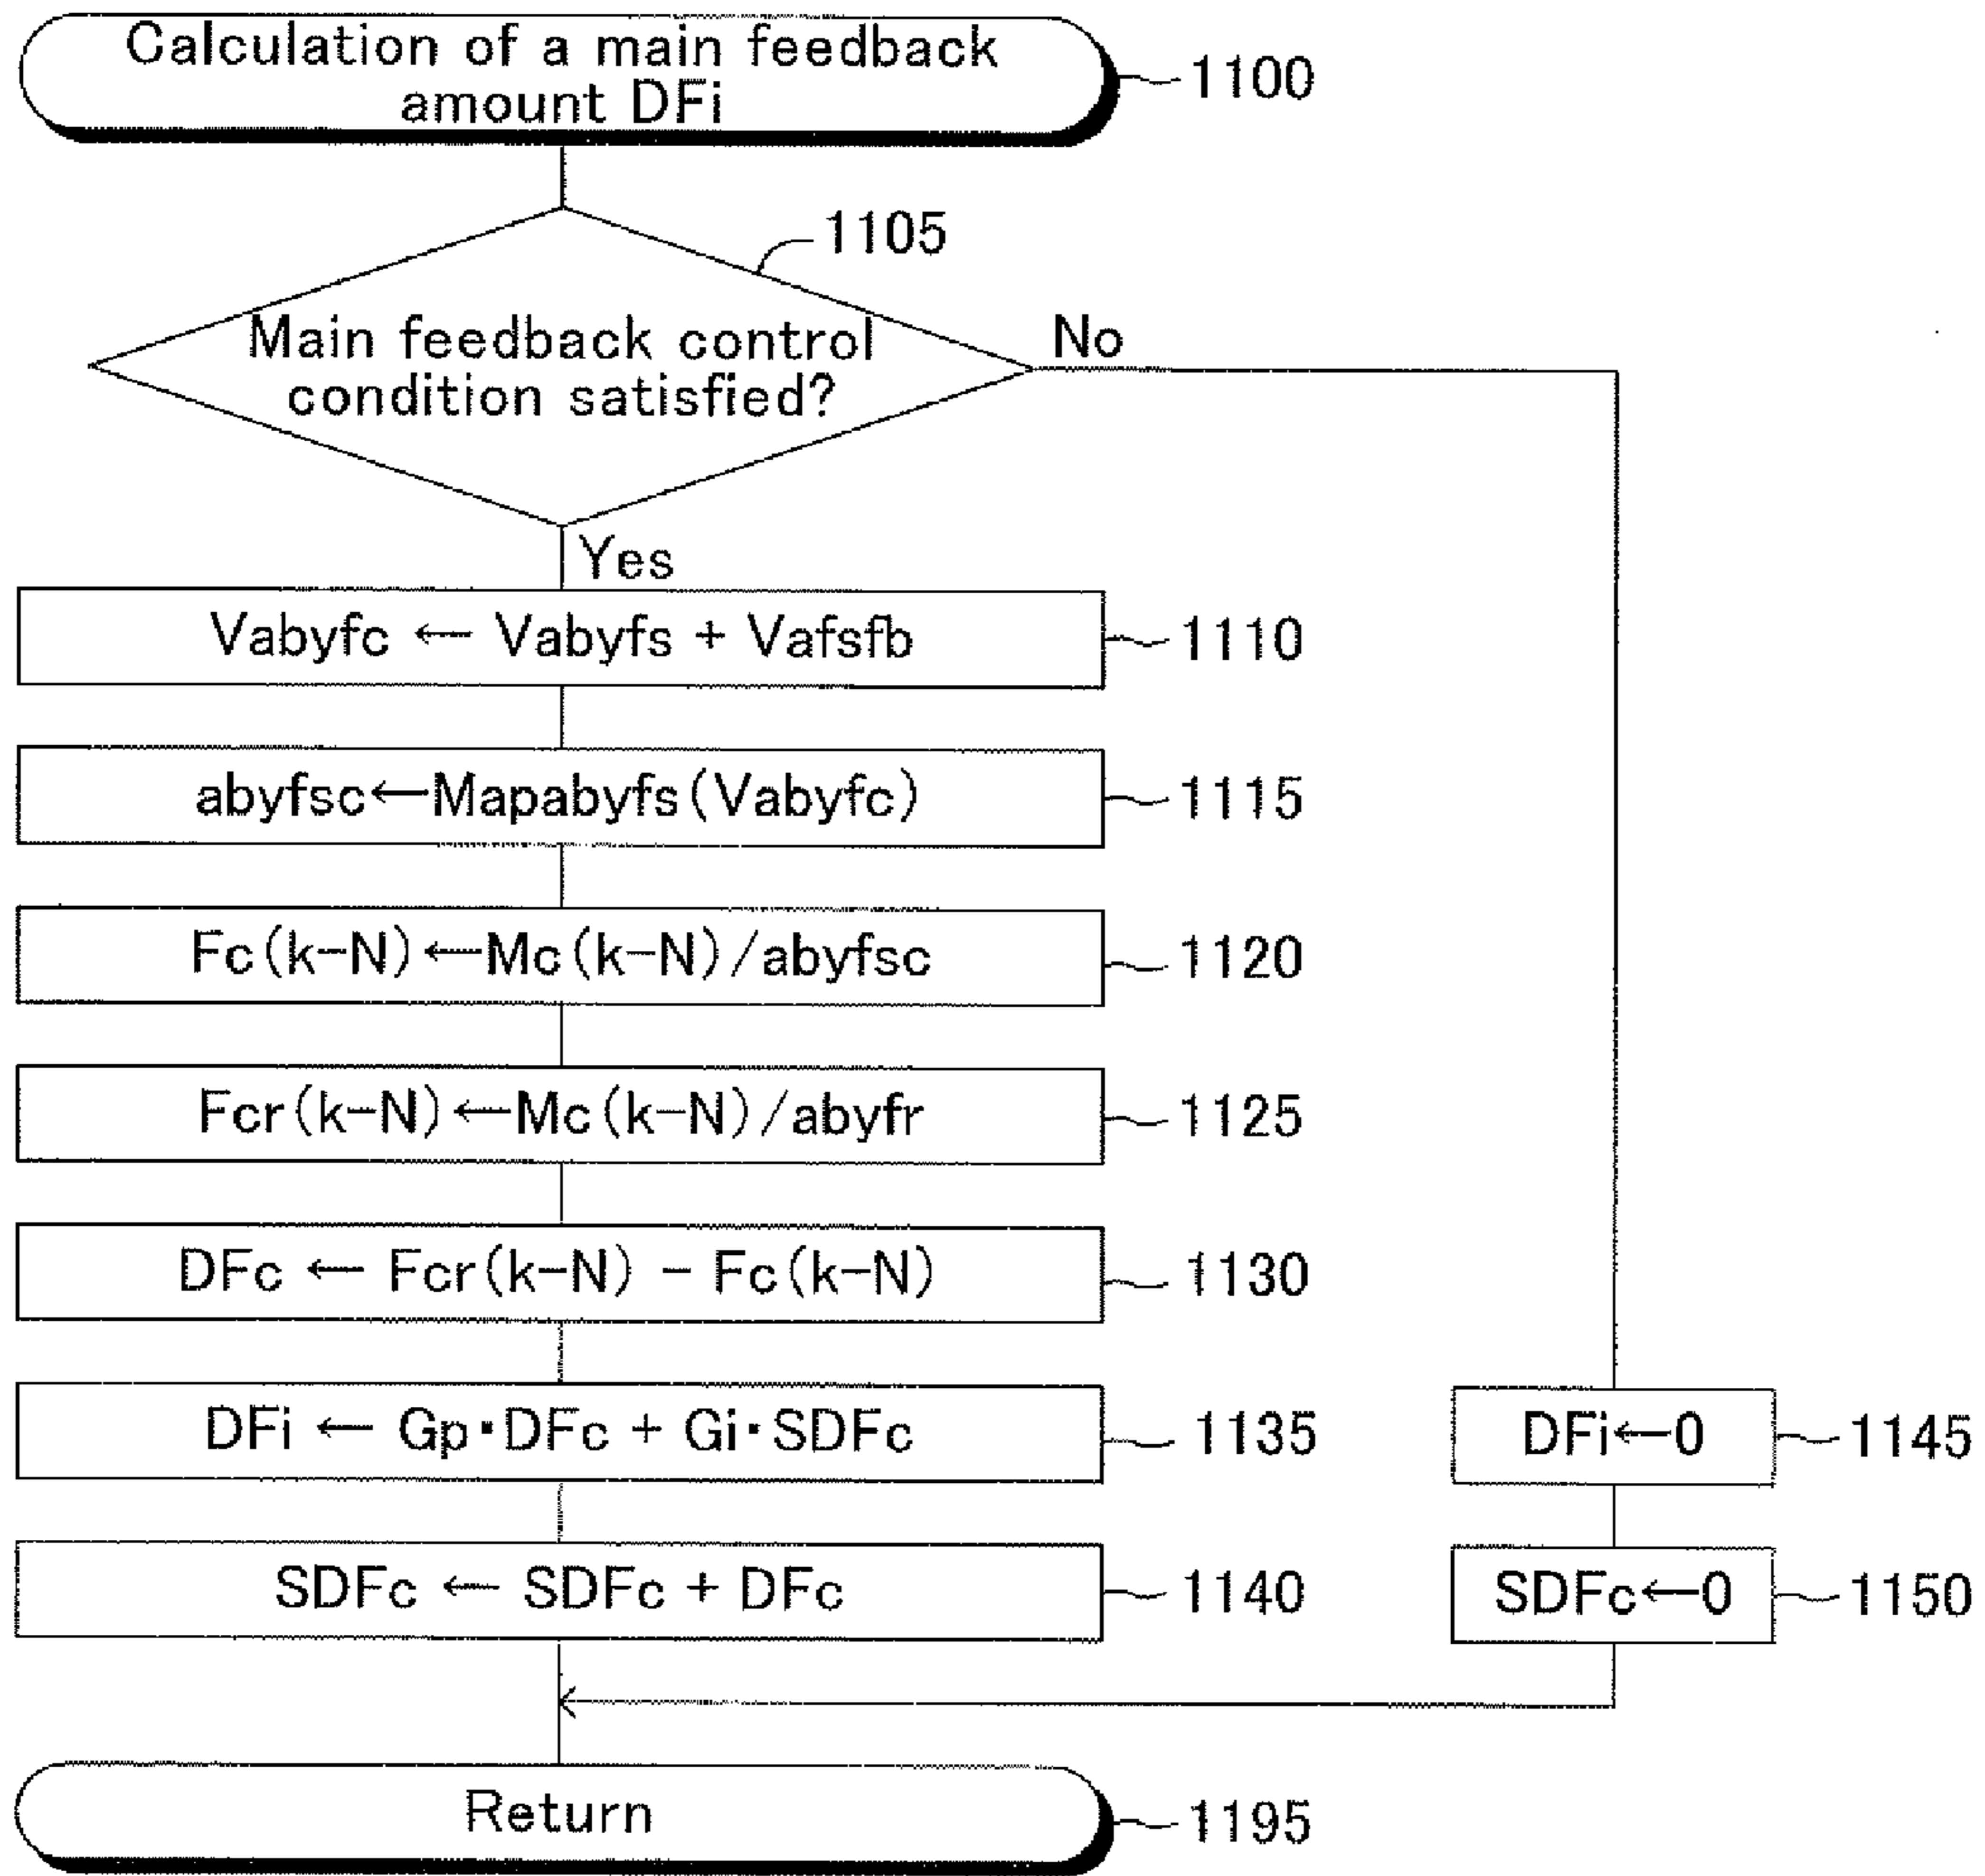 Calculation of a main feedback
amount DFi
1100
1105
Main feedback control
condition satisfied?
No
Yes
Vabyfc ← Vabyfs + Vafsfb
1110
abyfsc←Mapabyfs(Vabyfc)
1115
Fc(k-N)←Mc(k-N)/abyfsc
1120
Fcr(k-N)←Mc(k-N)/abyfr
1125
DFc ← Fcr(k-N) - Fc(k-N)
1130
DFi ← Gp·DFc + Gi·SDFc
1135
DFi←0
1145
SDFc ← SDFc + DFc
1140
SDFc←0
1150
Return
1195